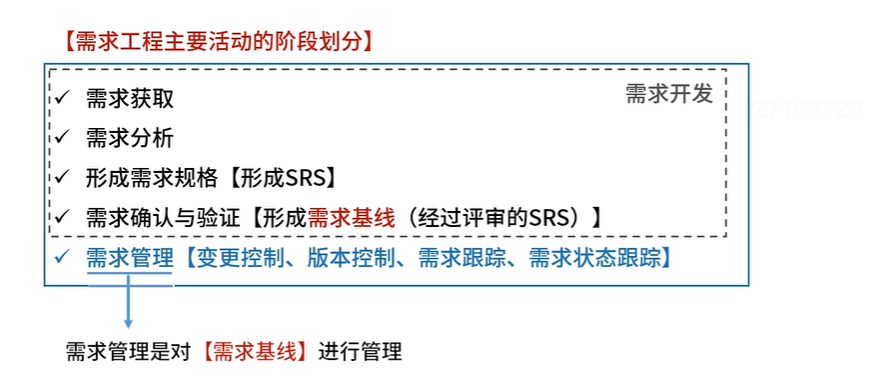 【需求工程主要活动的阶段划分】
需求开发
✓ 需求获取
✓ 需求分析
✓ 形成需求规格【形成SRS】
✓ 需求确认与验证【形成需求基线（经过评审的SRS）】
✓ 需求管理【变更控制、版本控制、需求跟踪、需求状态跟踪】
需求管理是对【需求基线】进行管理